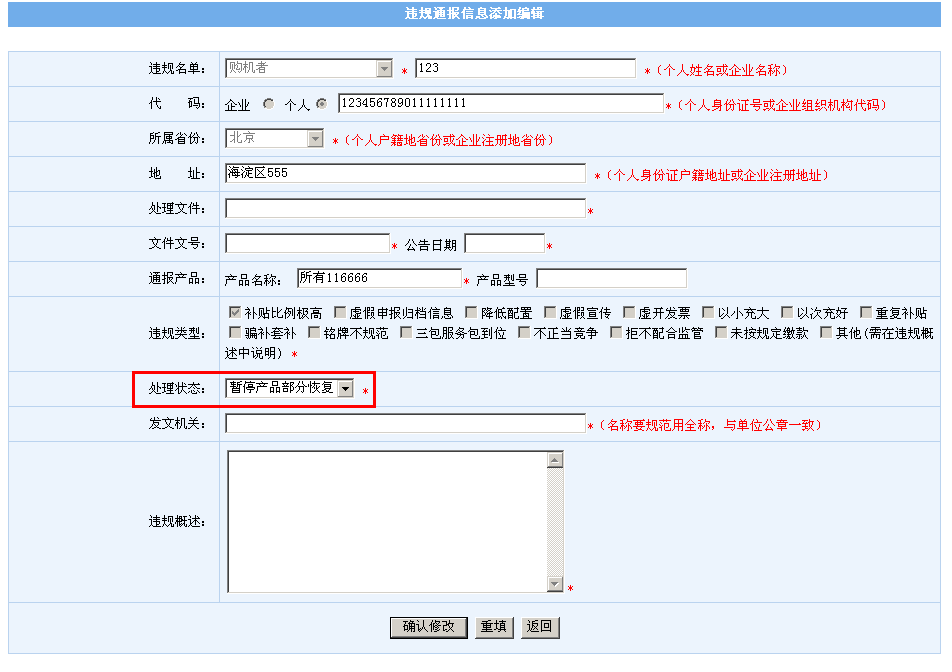 违规通报信息添加编辑
违规名单： 购机者 * 123 *（个人姓名或企业名称）
代 码： 企业 个人 123456789011111111 *（个人身份证号或企业组织机构代码）
所属省份： 北京 *（个人户籍地省份或企业注册地省份）
地 址： 海淀区555 *（个人身份证户籍地址或企业注册地址）
处理文件： *
文件文号： * 公告日期 *
通报产品： 产品名称： 所有116666 * 产品型号
补贴比例极高 虚假申报归档信息 降低配置 虚假宣传 虚开发票 以小充大 以次充好 重复补贴
违规类型： 骗补套补 铭牌不规范 三包服务包到位 不正当竞争 拒不配合监管 未按规定缴款 其他(需在违规概
述中说明) *
处理状态： 暂停产品部分恢复 *
发文机关： *（名称要规范用全称，与单位公章一致）
违规概述： *
确认修改 重填 返回